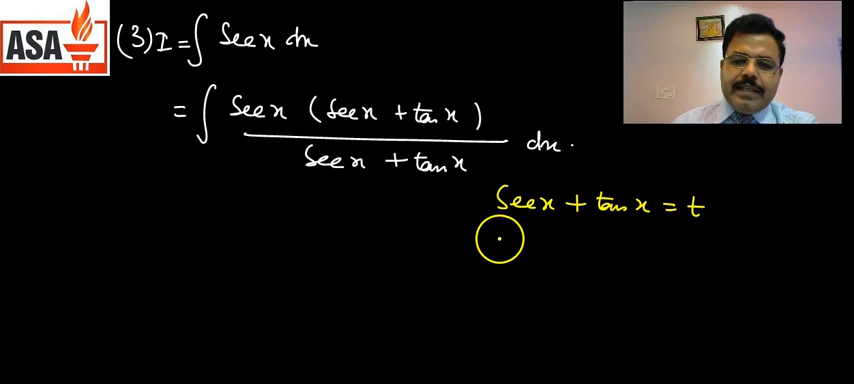 ASA
(3) I = ∫ Sec x dx
= ∫ Sec x (Sec x + tan x) / Sec x + tan x dx.
Sec x + tan x = t